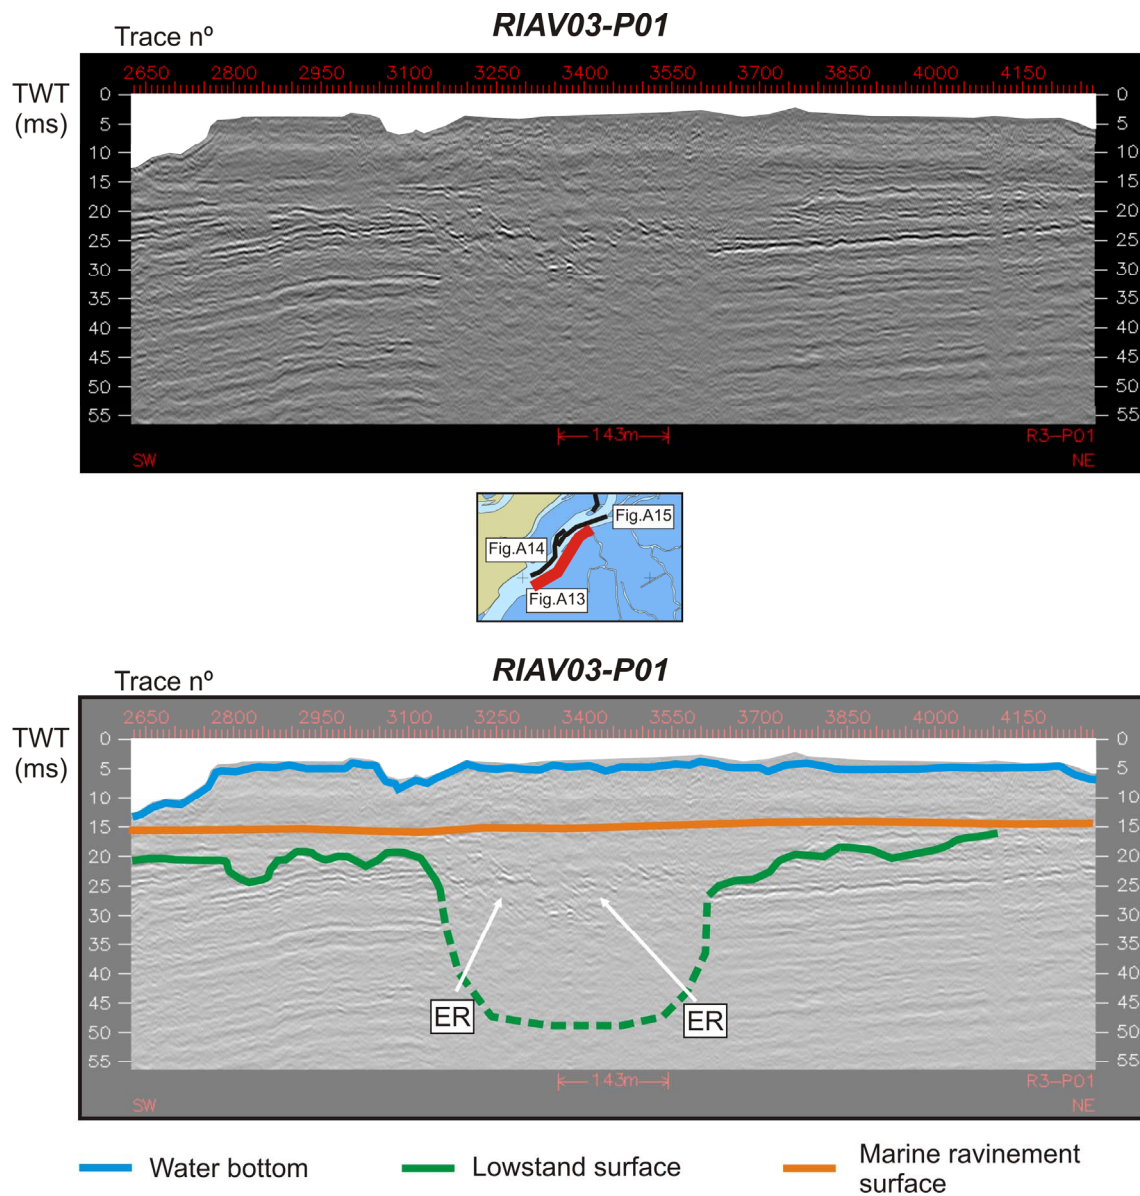 RIAV03-P01
Trace nº
2650 2800 2950 3100 3250 3400 3550 3700 3850 4000 4150
TWT
(ms)
0 0
5 5
10 10
15 15
20 20
25 25
30 30
35 35
40 40
45 45
50 50
55 55
143m
R3-P01
SW NE
Fig.A15
Fig.A14
Fig.A13
RIAV03-P01
Trace nº
2650 2800 2950 3100 3250 3400 3550 3700 3850 4000 4150
TWT
(ms)
0 0
5 5
10 10
15 15
20 20
25 25
30 30
35 35
40 40
45 45
50 50
55 55
ER ER
143m
R3-P01
SW NE
Water bottom
Lowstand surface
Marine ravinement
surface